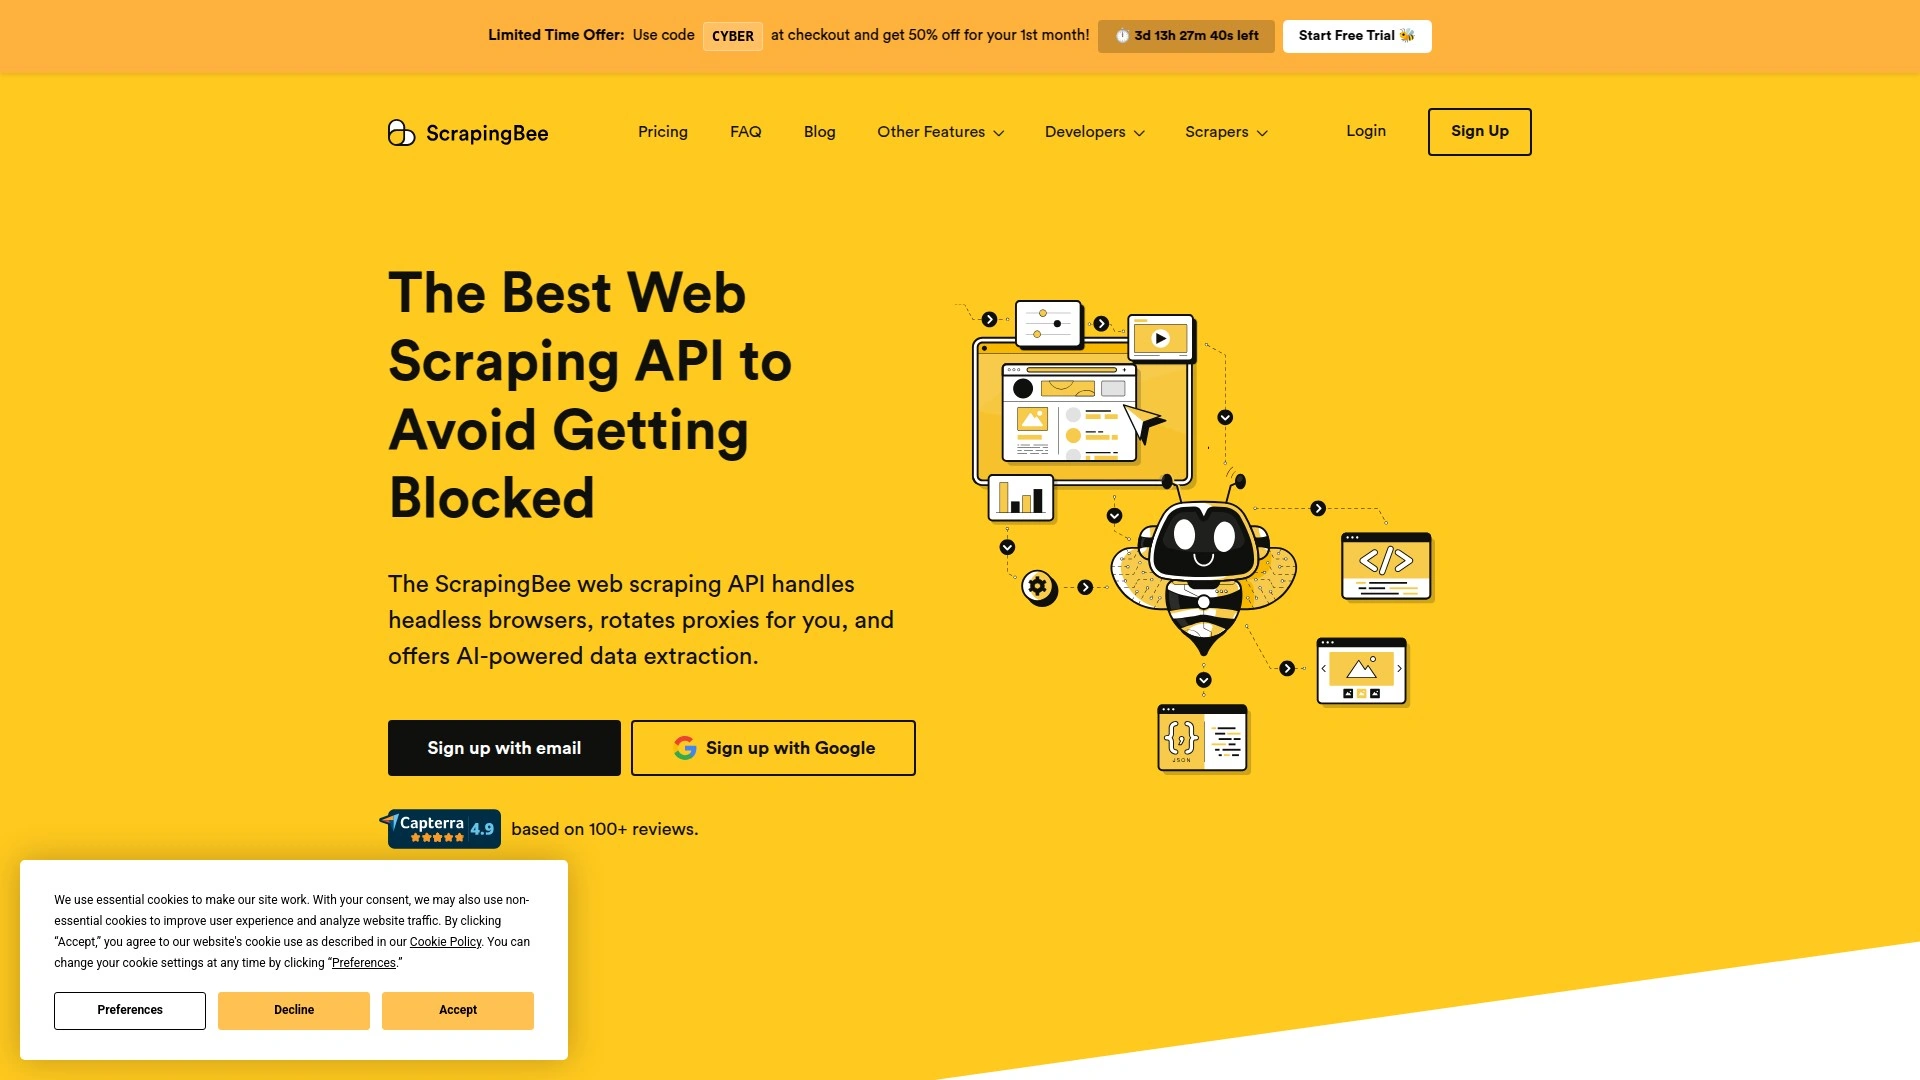 Limited Time Offer: Use code CYBER at checkout and get 50% off for your 1st month! 3d 13h 27m 40s left Start Free Trial
ScrapingBee Pricing FAQ Blog Other Features Developers Scrapers Login Sign Up
The Best Web
Scraping API to
Avoid Getting
Blocked
The ScrapingBee web scraping API handles
headless browsers, rotates proxies for you, and
offers AI-powered data extraction.
Sign up with email Sign up with Google
Capterra 4.9 based on 100+ reviews.
</> 
{;}
JSON
We use essential cookies to make our site work. With your consent, we may also use non-
essential cookies to improve user experience and analyze website traffic. By clicking
“Accept,” you agree to our website's cookie use as described in our Cookie Policy. You can
change your cookie settings at any time by clicking “Preferences.”
Preferences Decline Accept